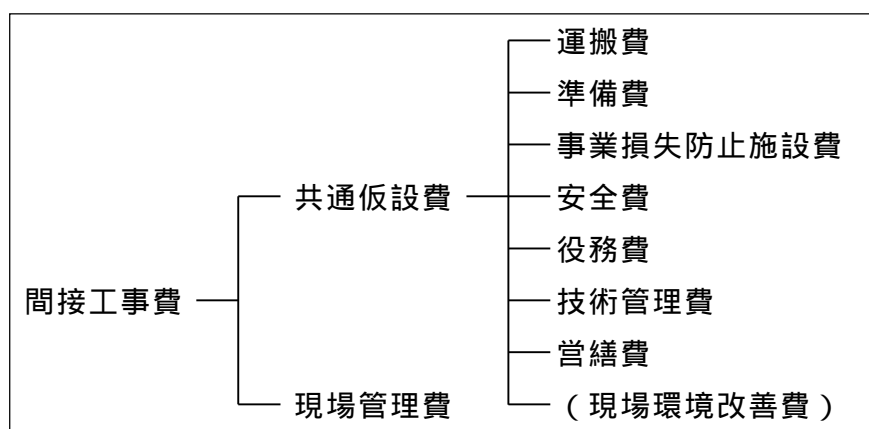 運搬費
準備費
事業損失防止施設費
共通仮設費
安全費
役務費
間接工事費
技術管理費
営繕費
現場管理費
（現場環境改善費）